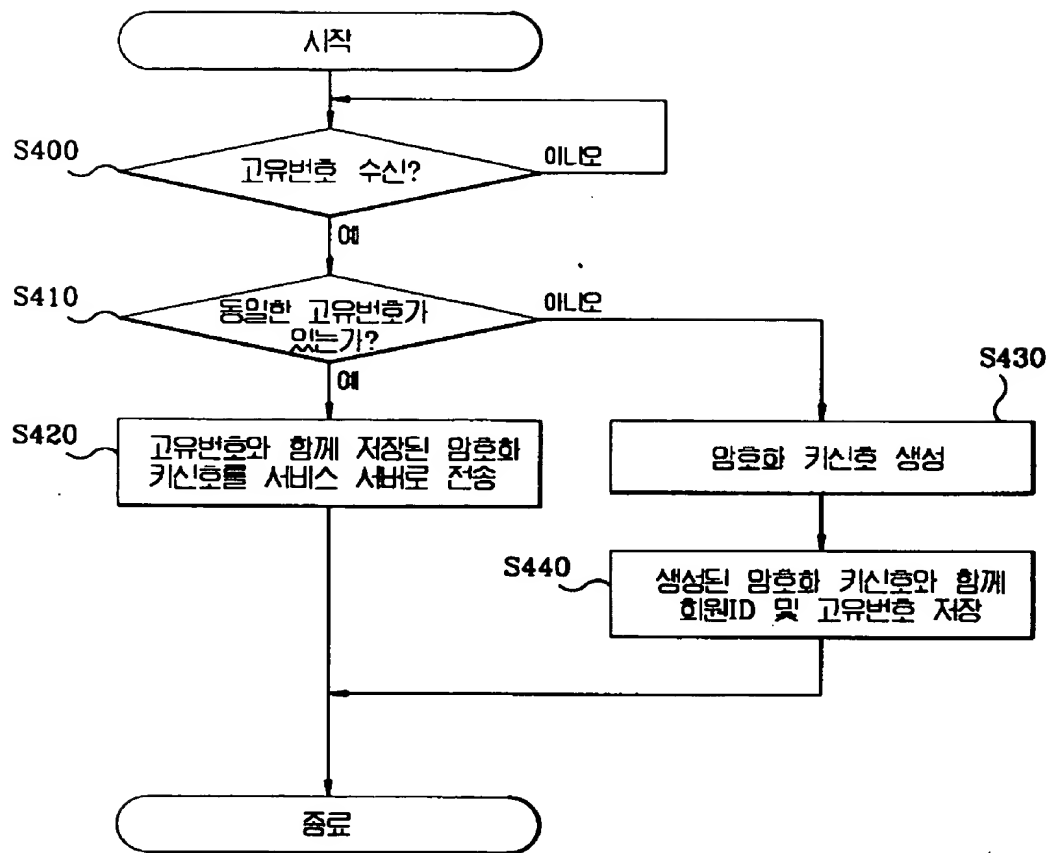 시작
S400
고유번호 수신?
아니오
예
S410
동일한 고유번호가
있는가?
아니오
예
S430
S420
고유번호와 함께 저장된 암호화
키신호를 서비스 서버로 전송
암호화 키신호 생성
S440
생성된 암호화 키신호와 함께
회원ID 및 고유번호 저장
종료